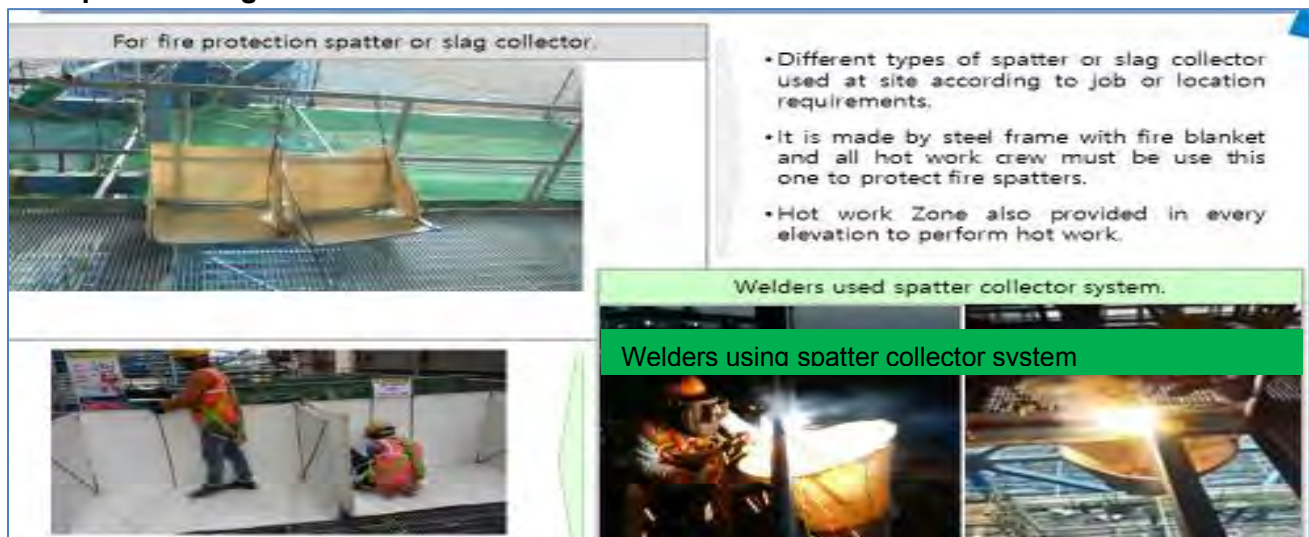 For fire protection spatter or slag collector.
• Different types of spatter or slag collector
used at site according to job or location
requirements.
• It is made by steel frame with fire blanket
and all hot work crew must be use this
one to protect fire spatters.
• Hot work Zone also provided in every
elevation to perform hot work.
Welders used spatter collector system.
Welders using spatter collector system